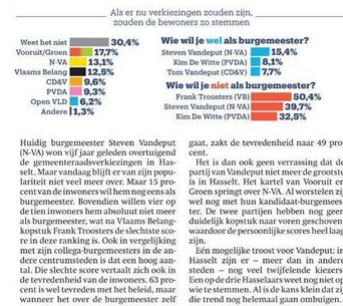 Als er nu verkiezingen zouden zijn,
zouden de bewoners zo stemmen
Weet het niet 30,4%
Vooruit/Groen 17,7%
N-VA 13,1%
Vlaams Belang 12,5%
CD&V 9,6%
PVDA 9,3%
Open VLD 6,2%
Andere 1,3%
Wie wil je wel als burgemeester?
Steven Vandeput (N-VA) 15,4%
Kim De Witte (PVDA) 8,1%
Tom Vandeput (CD&V) 7,7%
Wie wil je niet als burgemeester?
Frank Troosters (VB) 50,4%
Steven Vandeput (N-VA) 39,7%
Kim De Witte (PVDA) 32,5%
Huidig burgemeester Steven Vandeput
(N-VA) won vijf jaar geleden overtuigend
de gemeenteraadsverkiezingen in Has-
selt. Maar vandaag blijft er van zijn popu-
lariteit niet veel meer over. Maar 15 pro-
cent van de inwoners wil hem nog eens als
burgemeester. Bovendien willen vier op
de tien inwoners hem absoluut niet meer
als burgemeester, wat na Vlaams Belang-
kopstuk Frank Troosters de slechtste sco-
re in deze ranking is. Ook in vergelijking
met zijn collega-burgemeesters in de an-
dere centrumsteden is dat een hoog aan-
tal. Die slechte score vertaalt zich ook in
de tevredenheid van de inwoners. 63 pro-
cent is wel tevreden met het beleid, maar
wanneer het over de burgemeester zelf
gaat, zakt de tevredenheid naar 49 pro-
cent.
Het is dan ook geen verrassing dat de
partij van Vandeput niet meer de grootste
is in Hasselt. Het kartel van Vooruit en
Groen springt over N-VA. Al worstelen zij
wel nog met hun kandidaat-burgemees-
ter. De twee partijen hebben nog geen
duidelijk kopstuk naar voren geschoven
waardoor die persoonlijke scores heel laag
zijn.
Eén mogelijke troost voor Vandeput: in
Hasselt zijn er – meer dan in andere
steden – nog veel twijfelende kiezers.
Een op de drie Hasselaars weet nog niet op
wie te stemmen. Al is de kans klein dat zij
die trend nog helemaal gaan ombuigen.